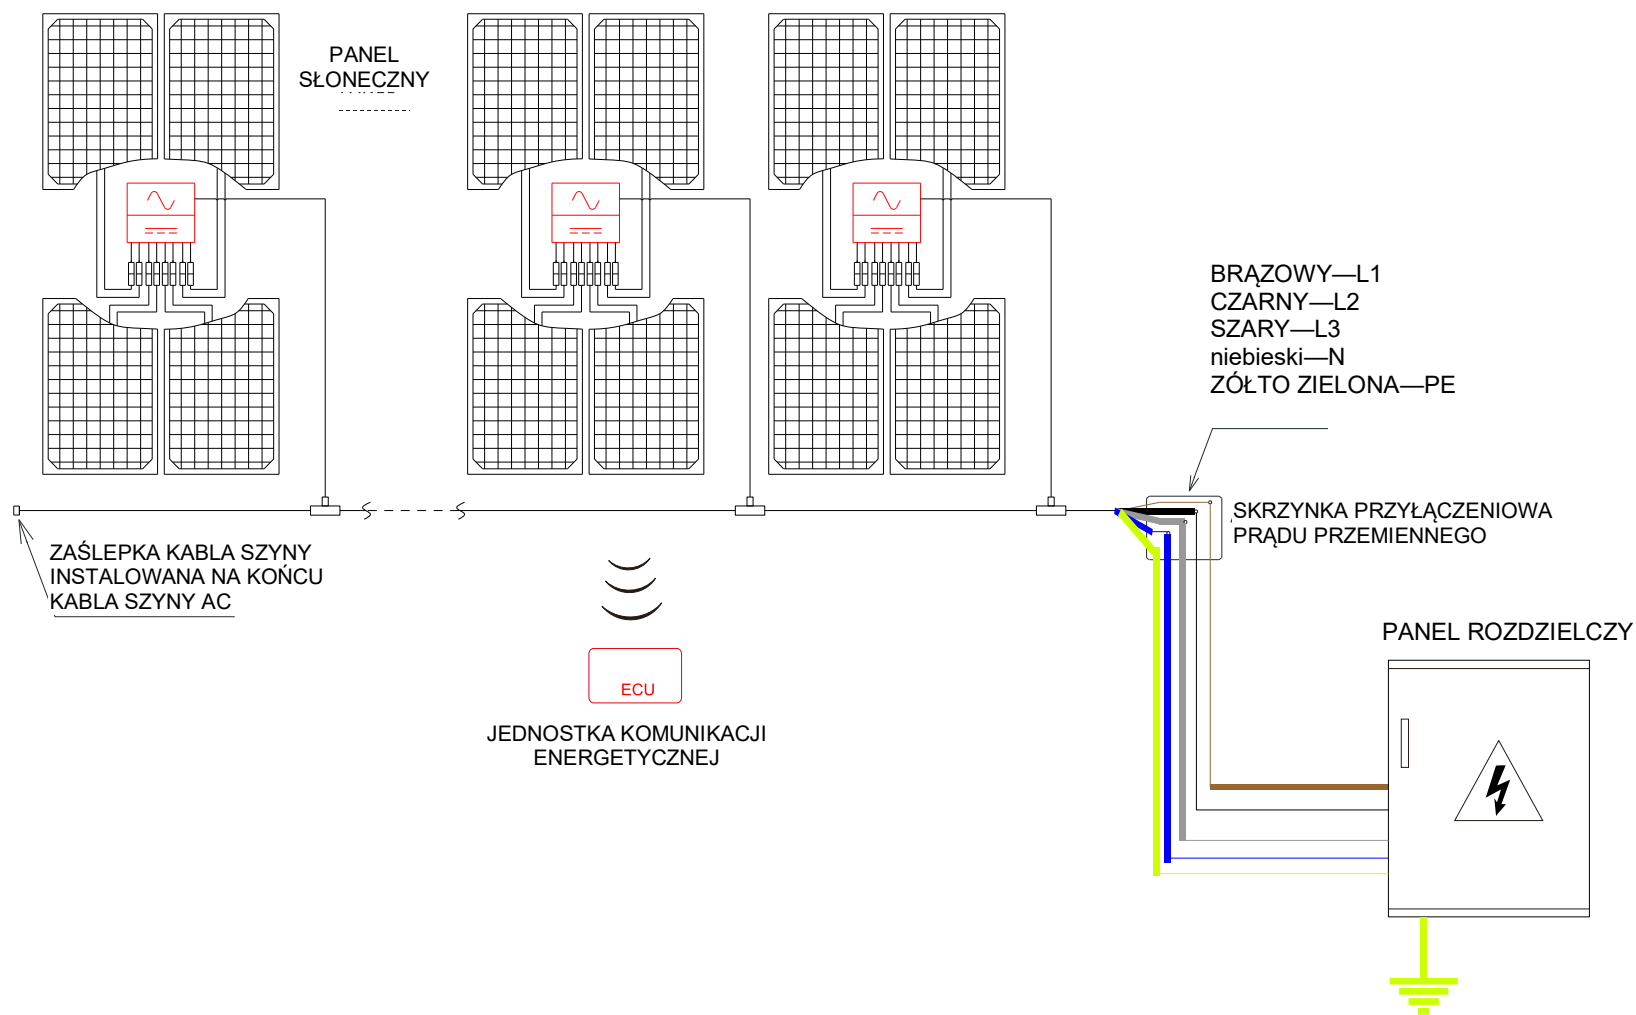 PANEL
SŁONECZNY
BRĄZOWY—L1
CZARNY—L2
SZARY—L3
niebieski—N
ZÓŁTO ZIELONA—PE
SKRZYNKA PRZYŁĄCZENIOWA
PRĄDU PRZEMIENNEGO
ZAŚLEPKA KABLA SZYNY
INSTALOWANA NA KOŃCU
KABLA SZYNY AC
ECU
JEDNOSTKA KOMUNIKACJI
ENERGETYCZNEJ
PANEL ROZDZIELCZY